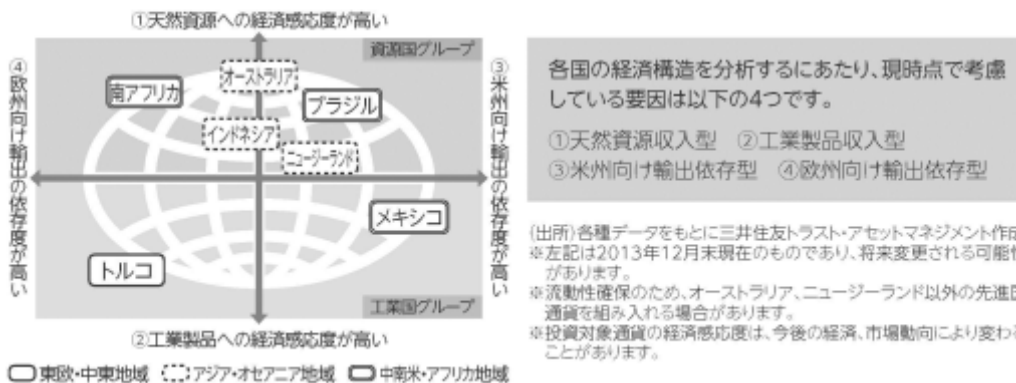 ①天然資源への経済感応度が高い
資源国グループ
④欧州向け輸出の依存度が高い
③米州向け輸出の依存度が高い
南アフリカ
オーストラリア
ブラジル
インドネシア
ニュージーランド
メキシコ
トルコ
工業国グループ
②工業製品への経済感応度が高い
東欧・中東地域 アジア・オセアニア地域 中南米・アフリカ地域
各国の経済構造を分析するにあたり、現時点で考慮
している要因は以下の4つです。
①天然資源収入型 ②工業製品収入型
③米州向け輸出依存型 ④欧州向け輸出依存型
(出所)各種データをもとに三井住友トラスト・アセットマネジメント作成
※左記は2013年12月末現在のものであり、将来変更される可能性
があります。
※流動性確保のため、オーストラリア、ニュージーランド以外の先進国
通貨を組み入れる場合があります。
※投資対象通貨の経済感応度は、今後の経済、市場動向により変わる
ことがあります。